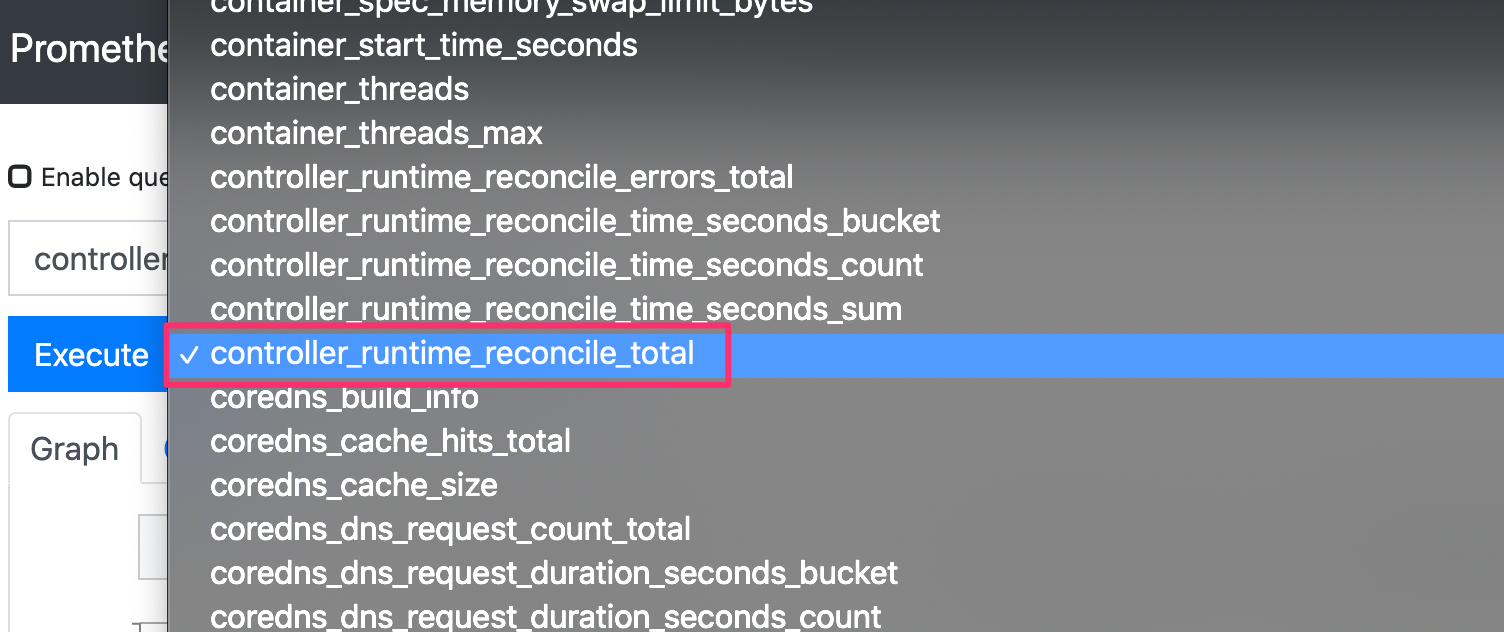 container_spec_memory_swap_limit_bytes
Promethe
container_start_time_seconds
container_threads
container_threads_max
Enable que
controller_runtime_reconcile_errors_total
controller_runtime_reconcile_time_seconds_bucket
controller
controller_runtime_reconcile_time_seconds_count
controller_runtime_reconcile_time_seconds_sum
Execute
✓ controller_runtime_reconcile_total
coredns_build_info
Graph
coredns_cache_hits_total
coredns_cache_size
coredns_dns_request_count_total
coredns_dns_request_duration_seconds_bucket
coredns_dns_request_duration_seconds_count